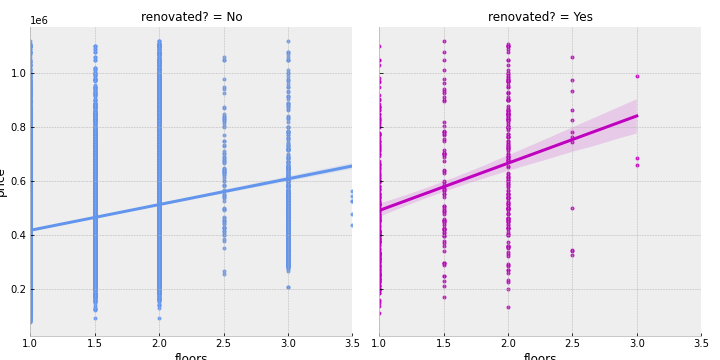 renovated? = No
renovated? = Yes
1e6
1.0
0.8
0.6
0.4
0.2
price
1.0 1.5 2.0 2.5 3.0 3.5
1.0 1.5 2.0 2.5 3.0 3.5
floors
floors